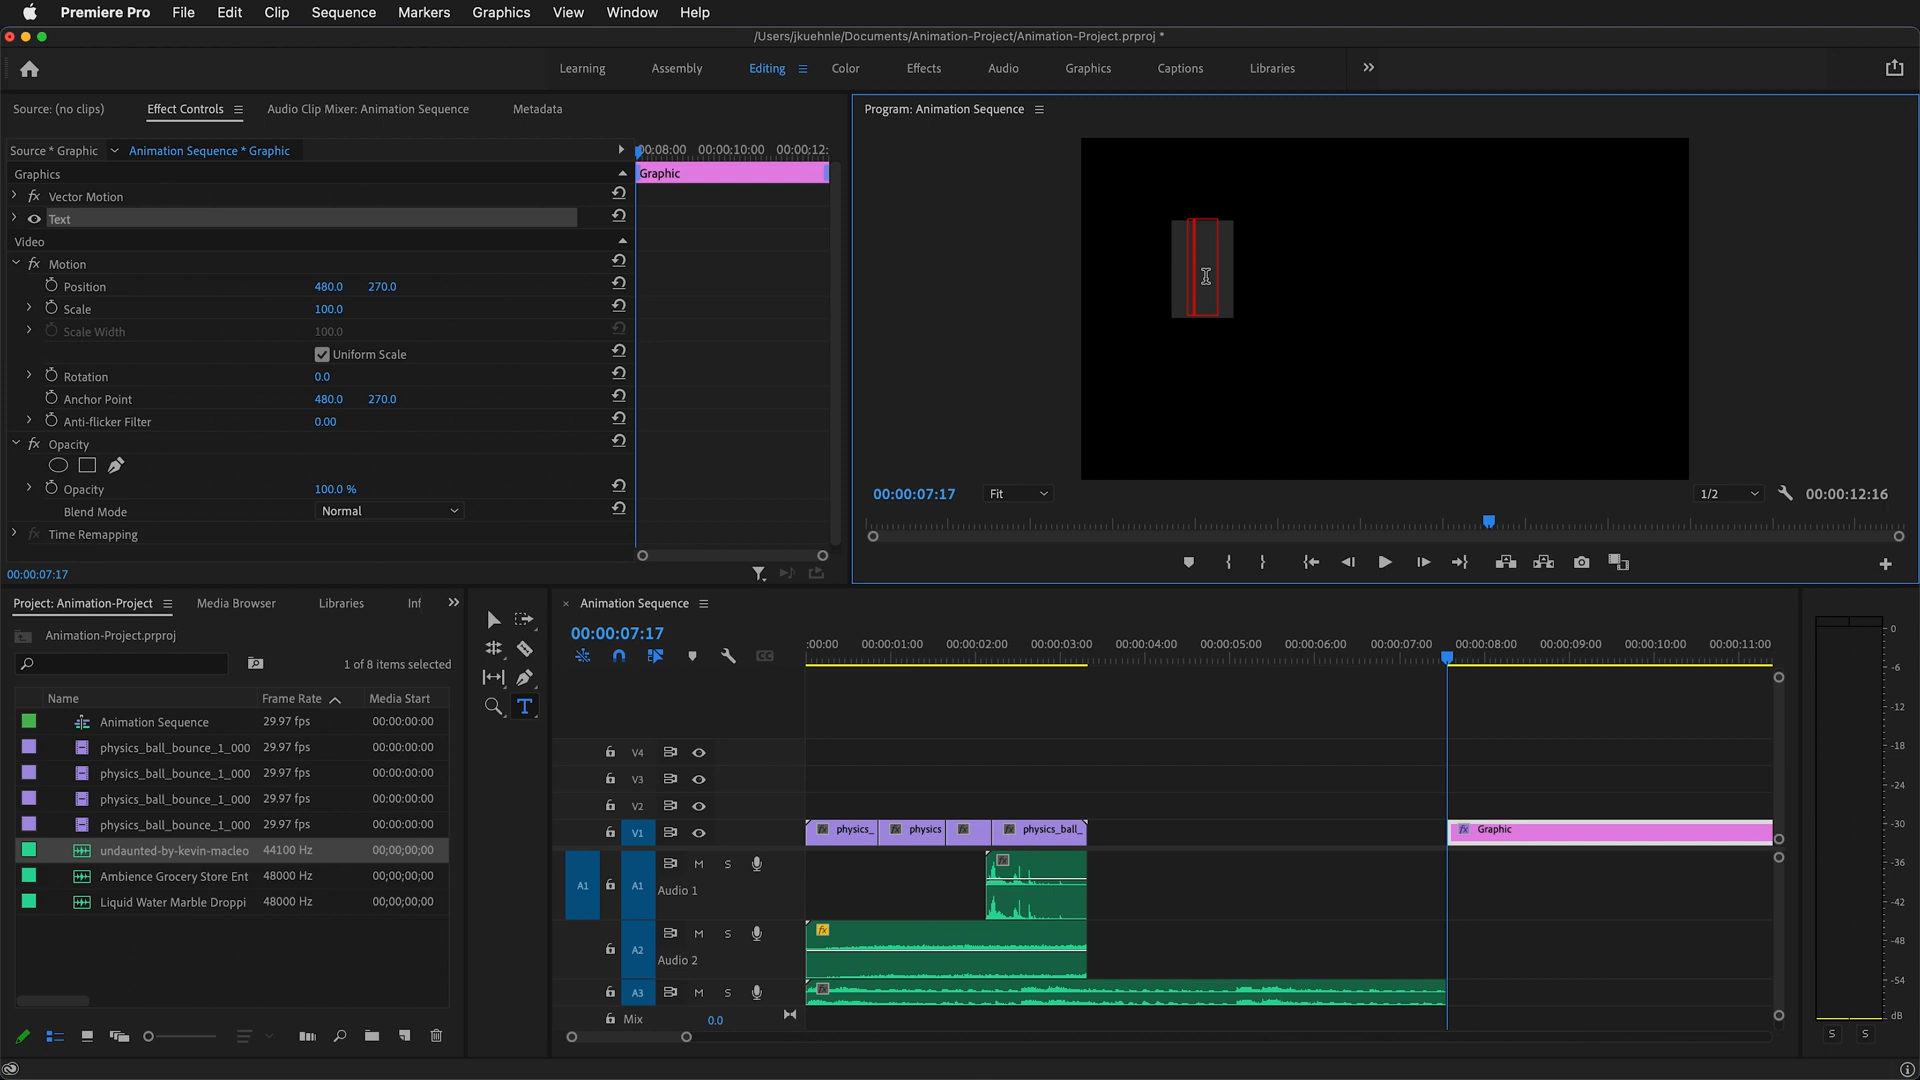 Premiere Pro File Edit Clip Sequence Markers Graphics View Window Help
/Users/jkuehnle/Documents/Animation-Project/Animation-Project.prproj *
Learning Assembly Editing Color Effects Audio Graphics Captions Libraries
Source: (no clips) Effect Controls Audio Clip Mixer: Animation Sequence Metadata
Program: Animation Sequence
Source * Graphic Animation Sequence * Graphic
00:08:00 00:00:10:00 00:00:12:
Graphics
Graphic
fx Vector Motion
Text
Video
fx Motion
Position 480.0 270.0
Scale 100.0
Scale Width 100.0
Uniform Scale
Rotation 0.0
Anchor Point 480.0 270.0
Anti-flicker Filter 0.00
fx Opacity
Opacity 100.0 %
Blend Mode Normal
fx Time Remapping
00:00:07:17
00:00:07:17 Fit 1/2 00:00:12:16
Project: Animation-Project Media Browser Libraries Inf
Animation-Project.prproj
1 of 8 items selected
Name Frame Rate Media Start
Animation Sequence 29.97 fps 00:00:00:00
physics_ball_bounce_1_000 29.97 fps 00:00:00:00
physics_ball_bounce_1_000 29.97 fps 00:00:00:00
physics_ball_bounce_1_000 29.97 fps 00:00:00:00
physics_ball_bounce_1_000 29.97 fps 00:00:00:00
undaunted-by-kevin-macleo 44100 Hz 00;00;00;00
Ambience Grocery Store Ent 48000 Hz 00;00;00;00
Liquid Water Marble Droppi 48000 Hz 00;00;00;00
T
× Animation Sequence
00:00:07:17
:00:00 00:00:01:00 00:00:02:00 00:00:03:00 00:00:04:00 00:00:05:00 00:00:06:00 00:00:07:00 00:00:08:00 00:00:09:00 00:00:10:00 00:00:11:00
CC
V4
V3
V2
V1
fx physics_ fx physics fx fx physics_ball_ fx Graphic
A1 A1 M S
Audio 1
fx
A2 M S
Audio 2
fx
A3 M S
fx
Mix 0.0
0
-6
-12
-18
-24
-30
-36
-42
-48
-54
dB
S S